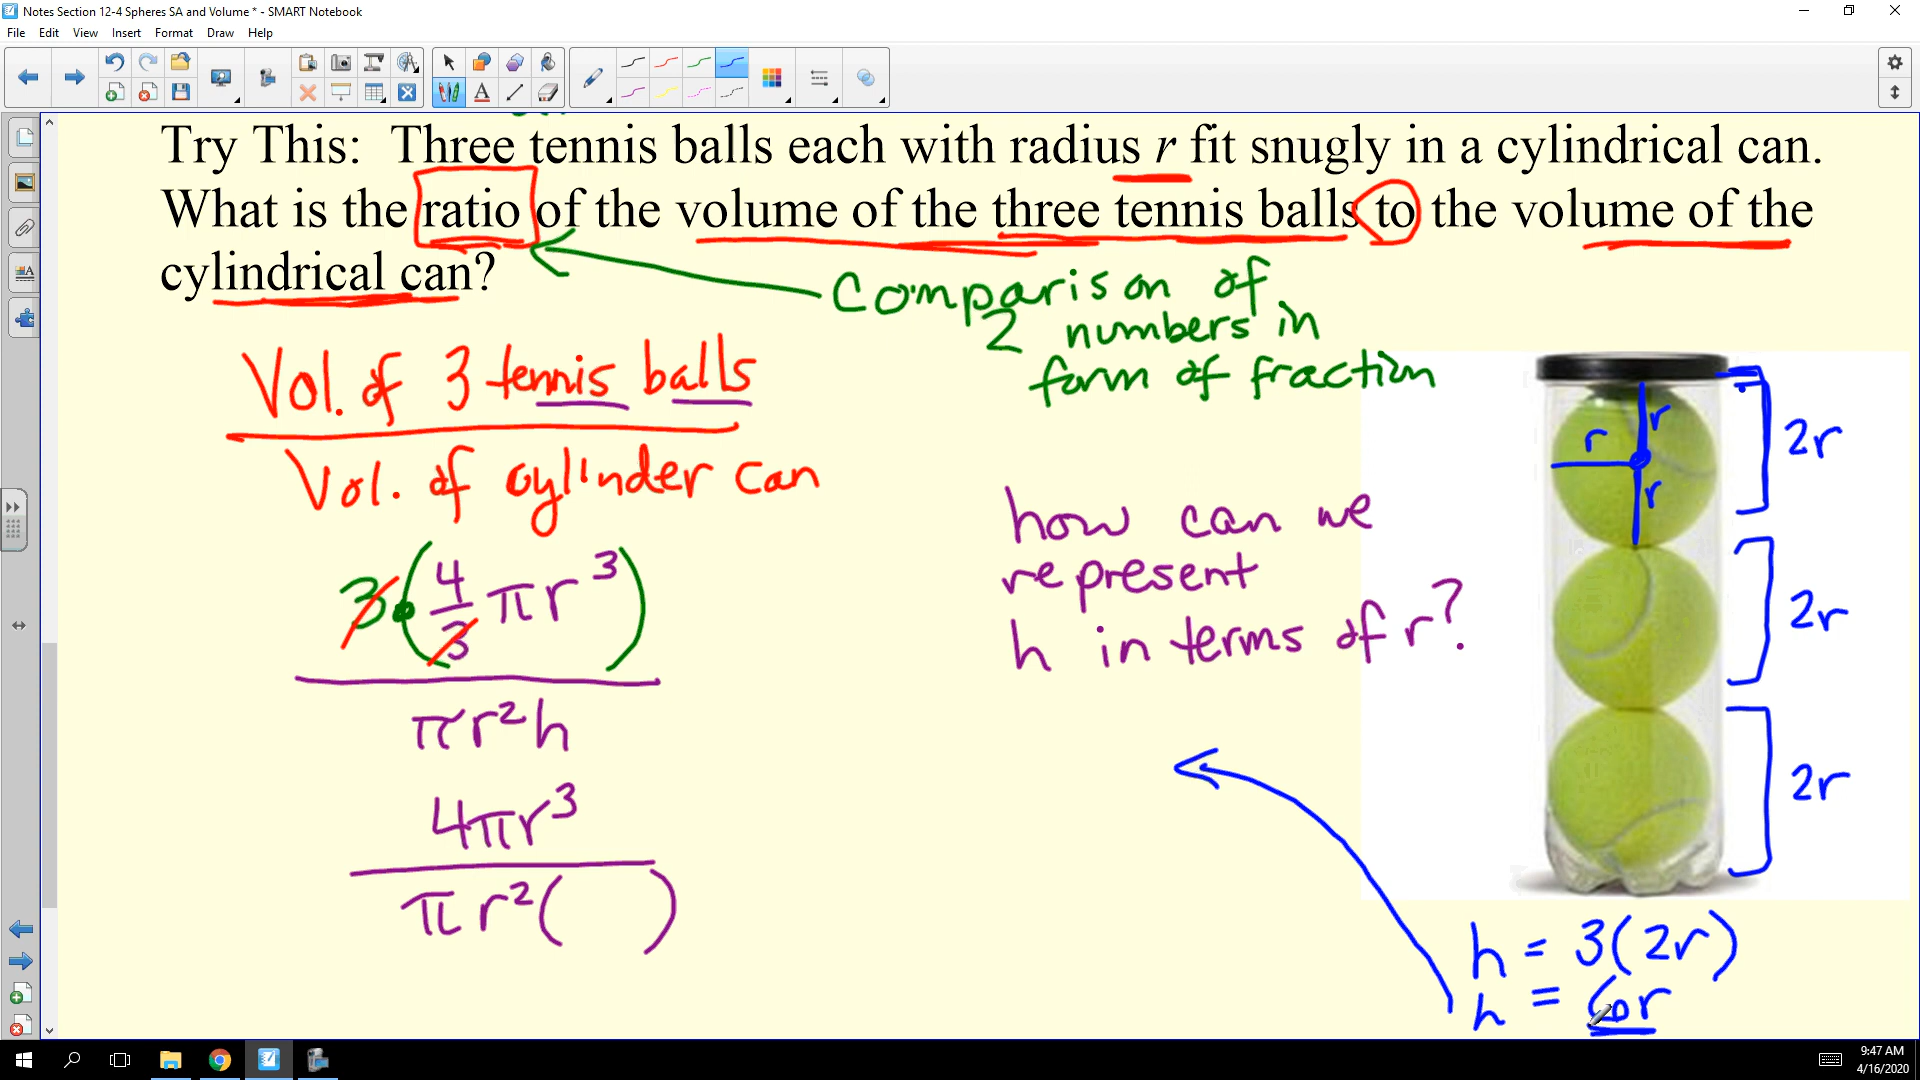 Notes Section 12-4 Spheres SA and Volume * - SMART Notebook
File Edit View Insert Format Draw Help
Try This: Three tennis balls each with radius r fit snugly in a cylindrical can.
What is the ratio of the volume of the three tennis balls to the volume of the
cylindrical can?
Comparison of
2 numbers in
form of fraction
Vol. of 3 tennis balls
Vol. of cylinder can
how can we
represent
h in terms of r?
3·(4/3 πr³)
πr²h
4πr³
πr²( )
r
r
r
2r
2r
2r
h = 3(2r)
h = 6r
9:47 AM
4/16/2020